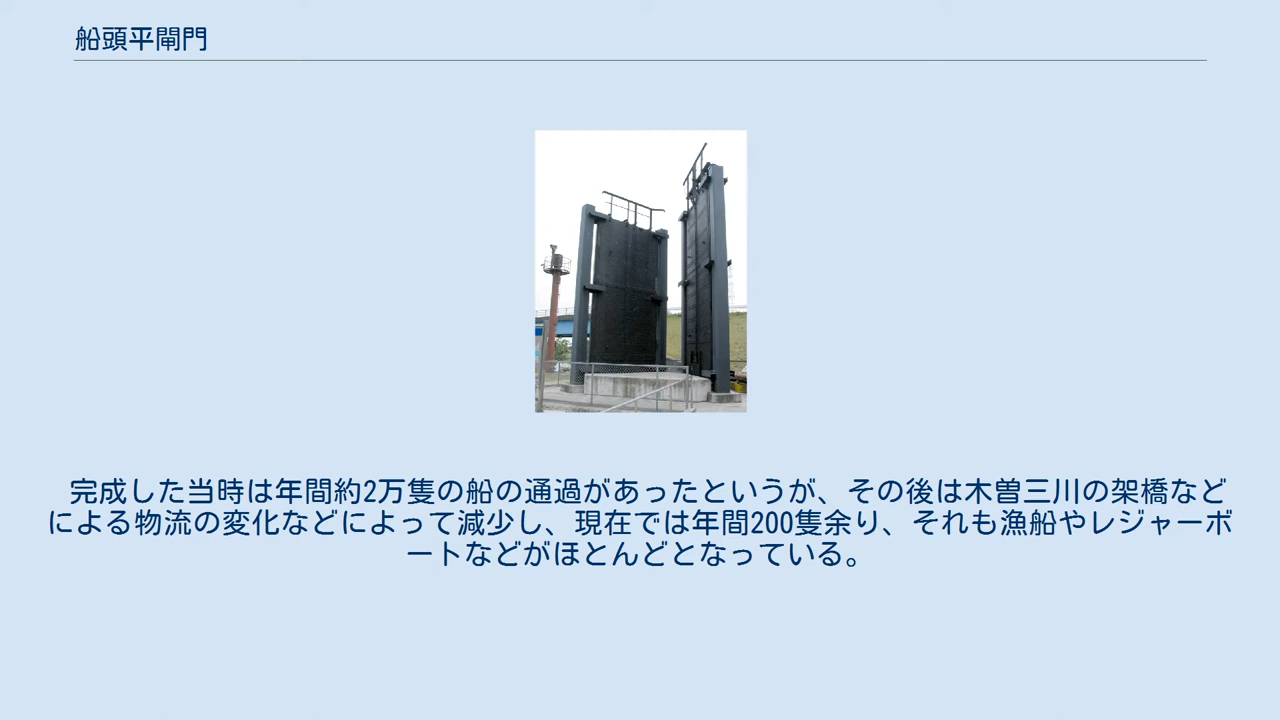 船頭平閘門
完成した当時は年間約2万隻の船の通過があったというが、その後は木曽三川の架橋など
による物流の変化などによって減少し、現在では年間200隻余り、それも漁船やレジャーボ
ートなどがほとんどとなっている。